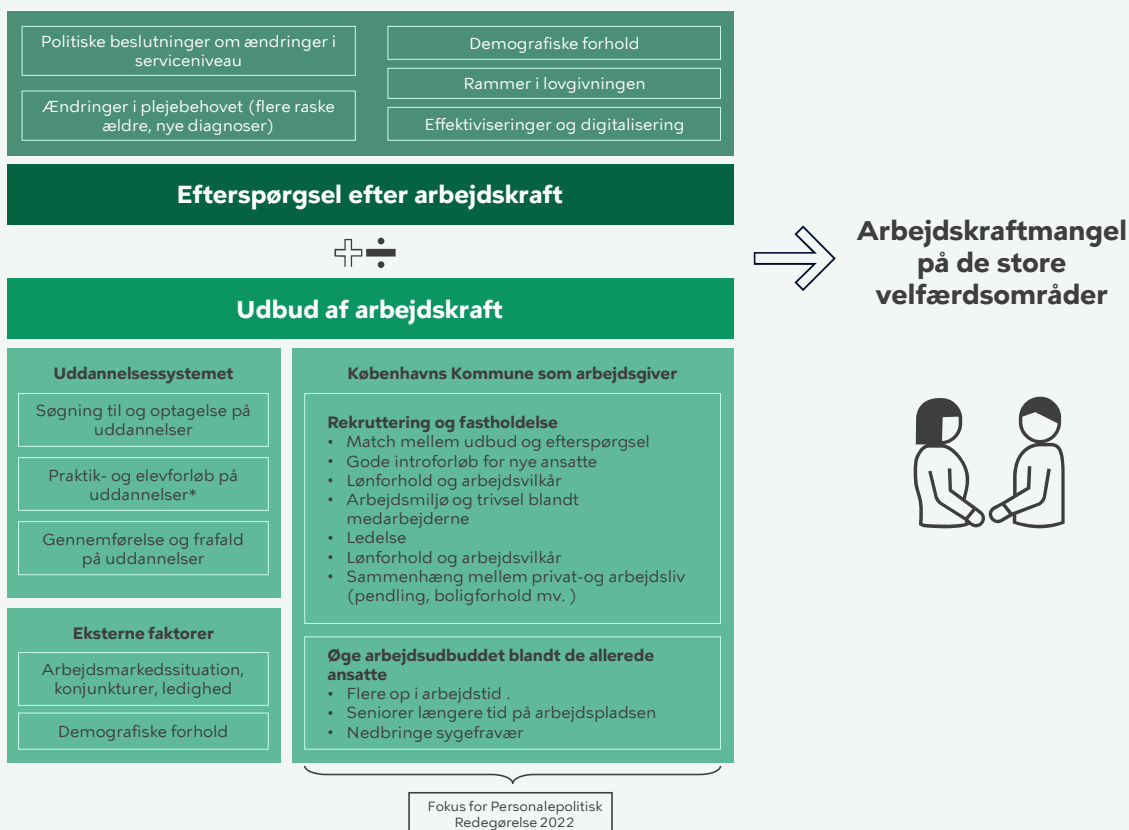 Politiske beslutninger om ændringer i
serviceniveau
Ændringer i plejebehovet (flere raske
ældre, nye diagnoser)
Demografiske forhold
Rammer i lovgivningen
Effektiviseringer og digitalisering
Efterspørgsel efter arbejdskraft
Udbud af arbejdskraft
Uddannelsessystemet
Søgning til og optagelse på
uddannelser
Praktik- og elevforløb på
uddannelser*
Gennemførelse og frafald
på uddannelser
Eksterne faktorer
Arbejdsmarkedssituation,
konjunkturer, ledighed
Demografiske forhold
Københavns Kommune som arbejdsgiver
Rekruttering og fastholdelse
• Match mellem udbud og efterspørgsel
• Gode introforløb for nye ansatte
• Lønforhold og arbejdsvilkår
• Arbejdsmiljø og trivsel blandt
medarbejderne
• Ledelse
• Lønforhold og arbejdsvilkår
• Sammenhæng mellem privat-og arbejdsliv
(pendling, boligforhold mv. )
Øge arbejdsudbuddet blandt de allerede
ansatte
• Flere op i arbejdstid .
• Seniorer længere tid på arbejdspladsen
• Nedbringe sygefravær
Fokus for Personalepolitisk
Redegørelse 2022
Arbejdskraftmangel
på de store
velfærdsområder